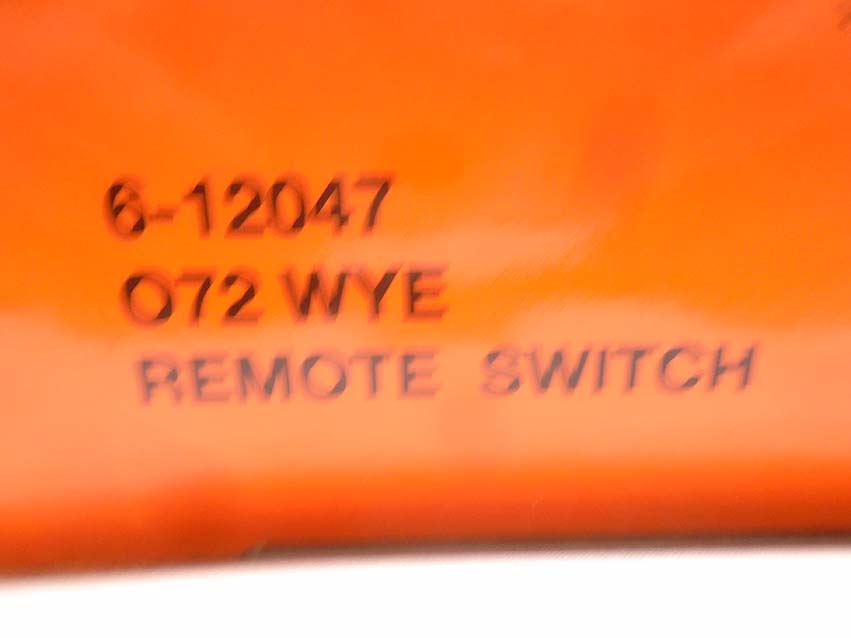 6-12047
O72 WYE
REMOTE SWITCH